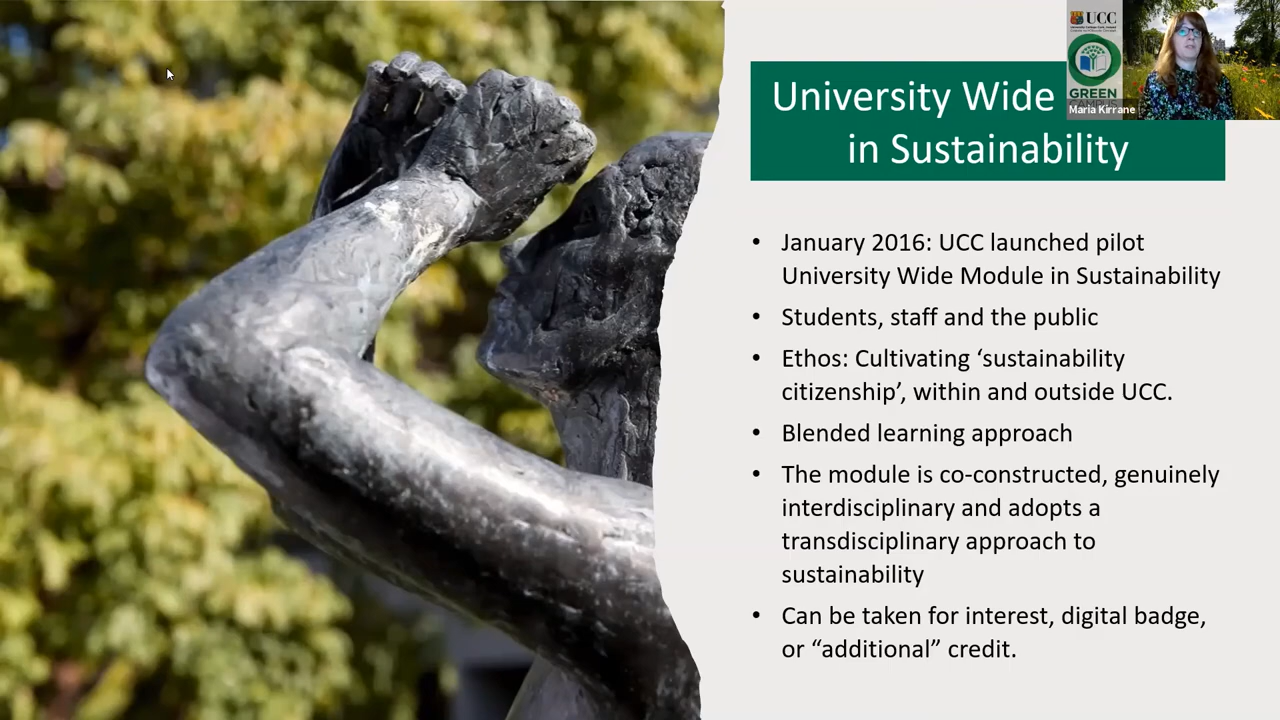 UCC
GREEN
Maria Kirrane
University Wide
in Sustainability
• January 2016: UCC launched pilot
University Wide Module in Sustainability
• Students, staff and the public
• Ethos: Cultivating ‘sustainability
citizenship’, within and outside UCC.
• Blended learning approach
• The module is co-constructed, genuinely
interdisciplinary and adopts a
transdisciplinary approach to
sustainability
• Can be taken for interest, digital badge,
or “additional” credit.